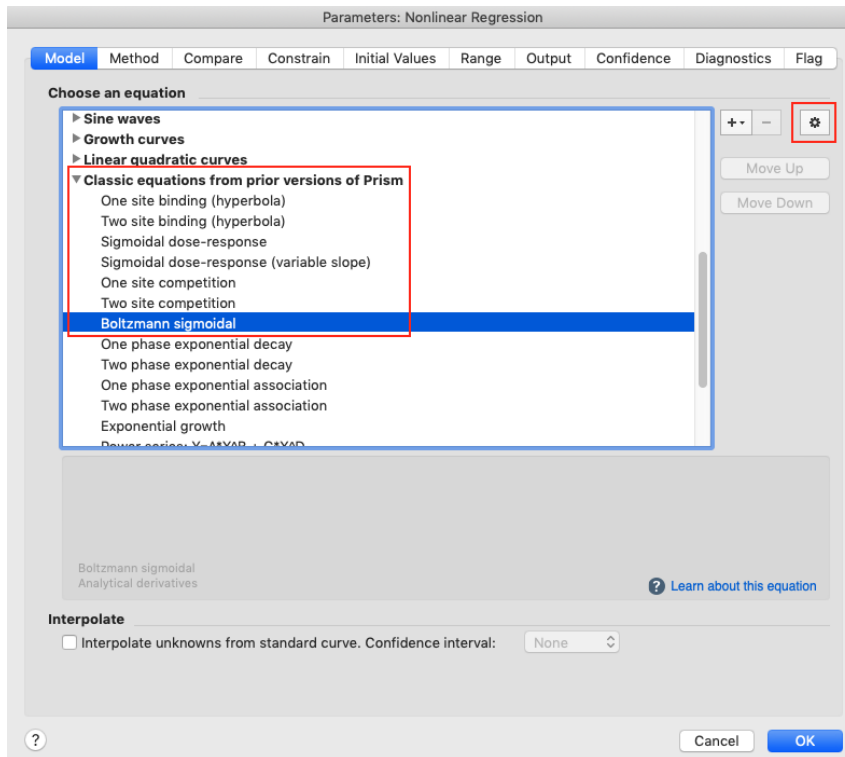 Parameters: Nonlinear Regression
Model Method Compare Constrain Initial Values Range Output Confidence Diagnostics Flag
Choose an equation
Sine waves
Growth curves
Linear quadratic curves
Classic equations from prior versions of Prism
One site binding (hyperbola)
Two site binding (hyperbola)
Sigmoidal dose-response
Sigmoidal dose-response (variable slope)
One site competition
Two site competition
Boltzmann sigmoidal
One phase exponential decay
Two phase exponential decay
One phase exponential association
Two phase exponential association
Exponential growth
Power series: Y=A*X^B + C*X^D
+ −
Move Up
Move Down
Boltzmann sigmoidal
Analytical derivatives
? Learn about this equation
Interpolate
Interpolate unknowns from standard curve. Confidence interval: None
? Cancel OK